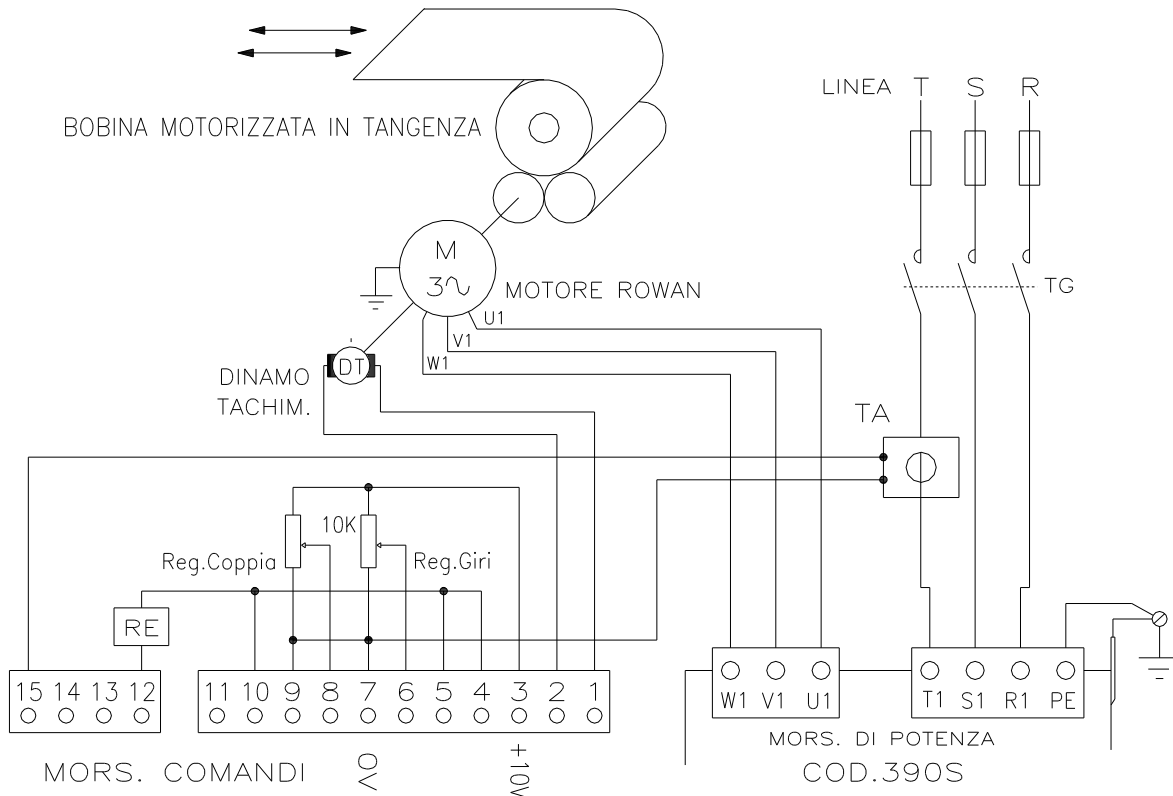 LINEA T S R
BOBINA MOTORIZZATA IN TANGENZA
M
3∿
MOTORE ROWAN
TG
U1
V1
W1
DT
DINAMO
TACHIM.
TA
10K
Reg.Coppia
Reg.Giri
RE
15 14 13 12
11 10 9 8 7 6 5 4 3 2 1
W1 V1 U1
T1 S1 R1 PE
MORS. DI POTENZA
COD.390S
MORS. COMANDI
0V
+10V